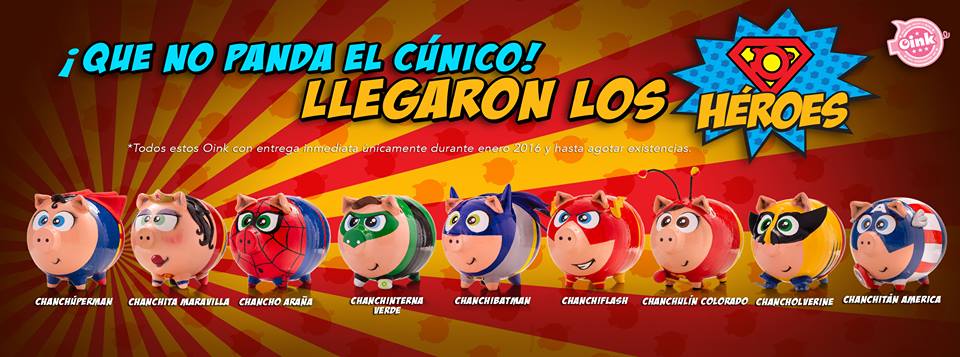 ¡QUE NO PANDA EL CÚNICO!
LLEGARON LOS
HÉROES
Oink
*Todos estos Oink con entrega inmediata únicamente durante enero 2016 y hasta agotar existencias.
CHANCHÚPERMAN
CHANCHITA MARAVILLA
CHANCHO ARAÑA
CHANCHINTERNA
VERDE
CHANCHIBATMAN
CHANCHIFLASH
CHANCHULÍN COLORADO
CHANCHOLVERINE
CHANCHITÁN AMERICA